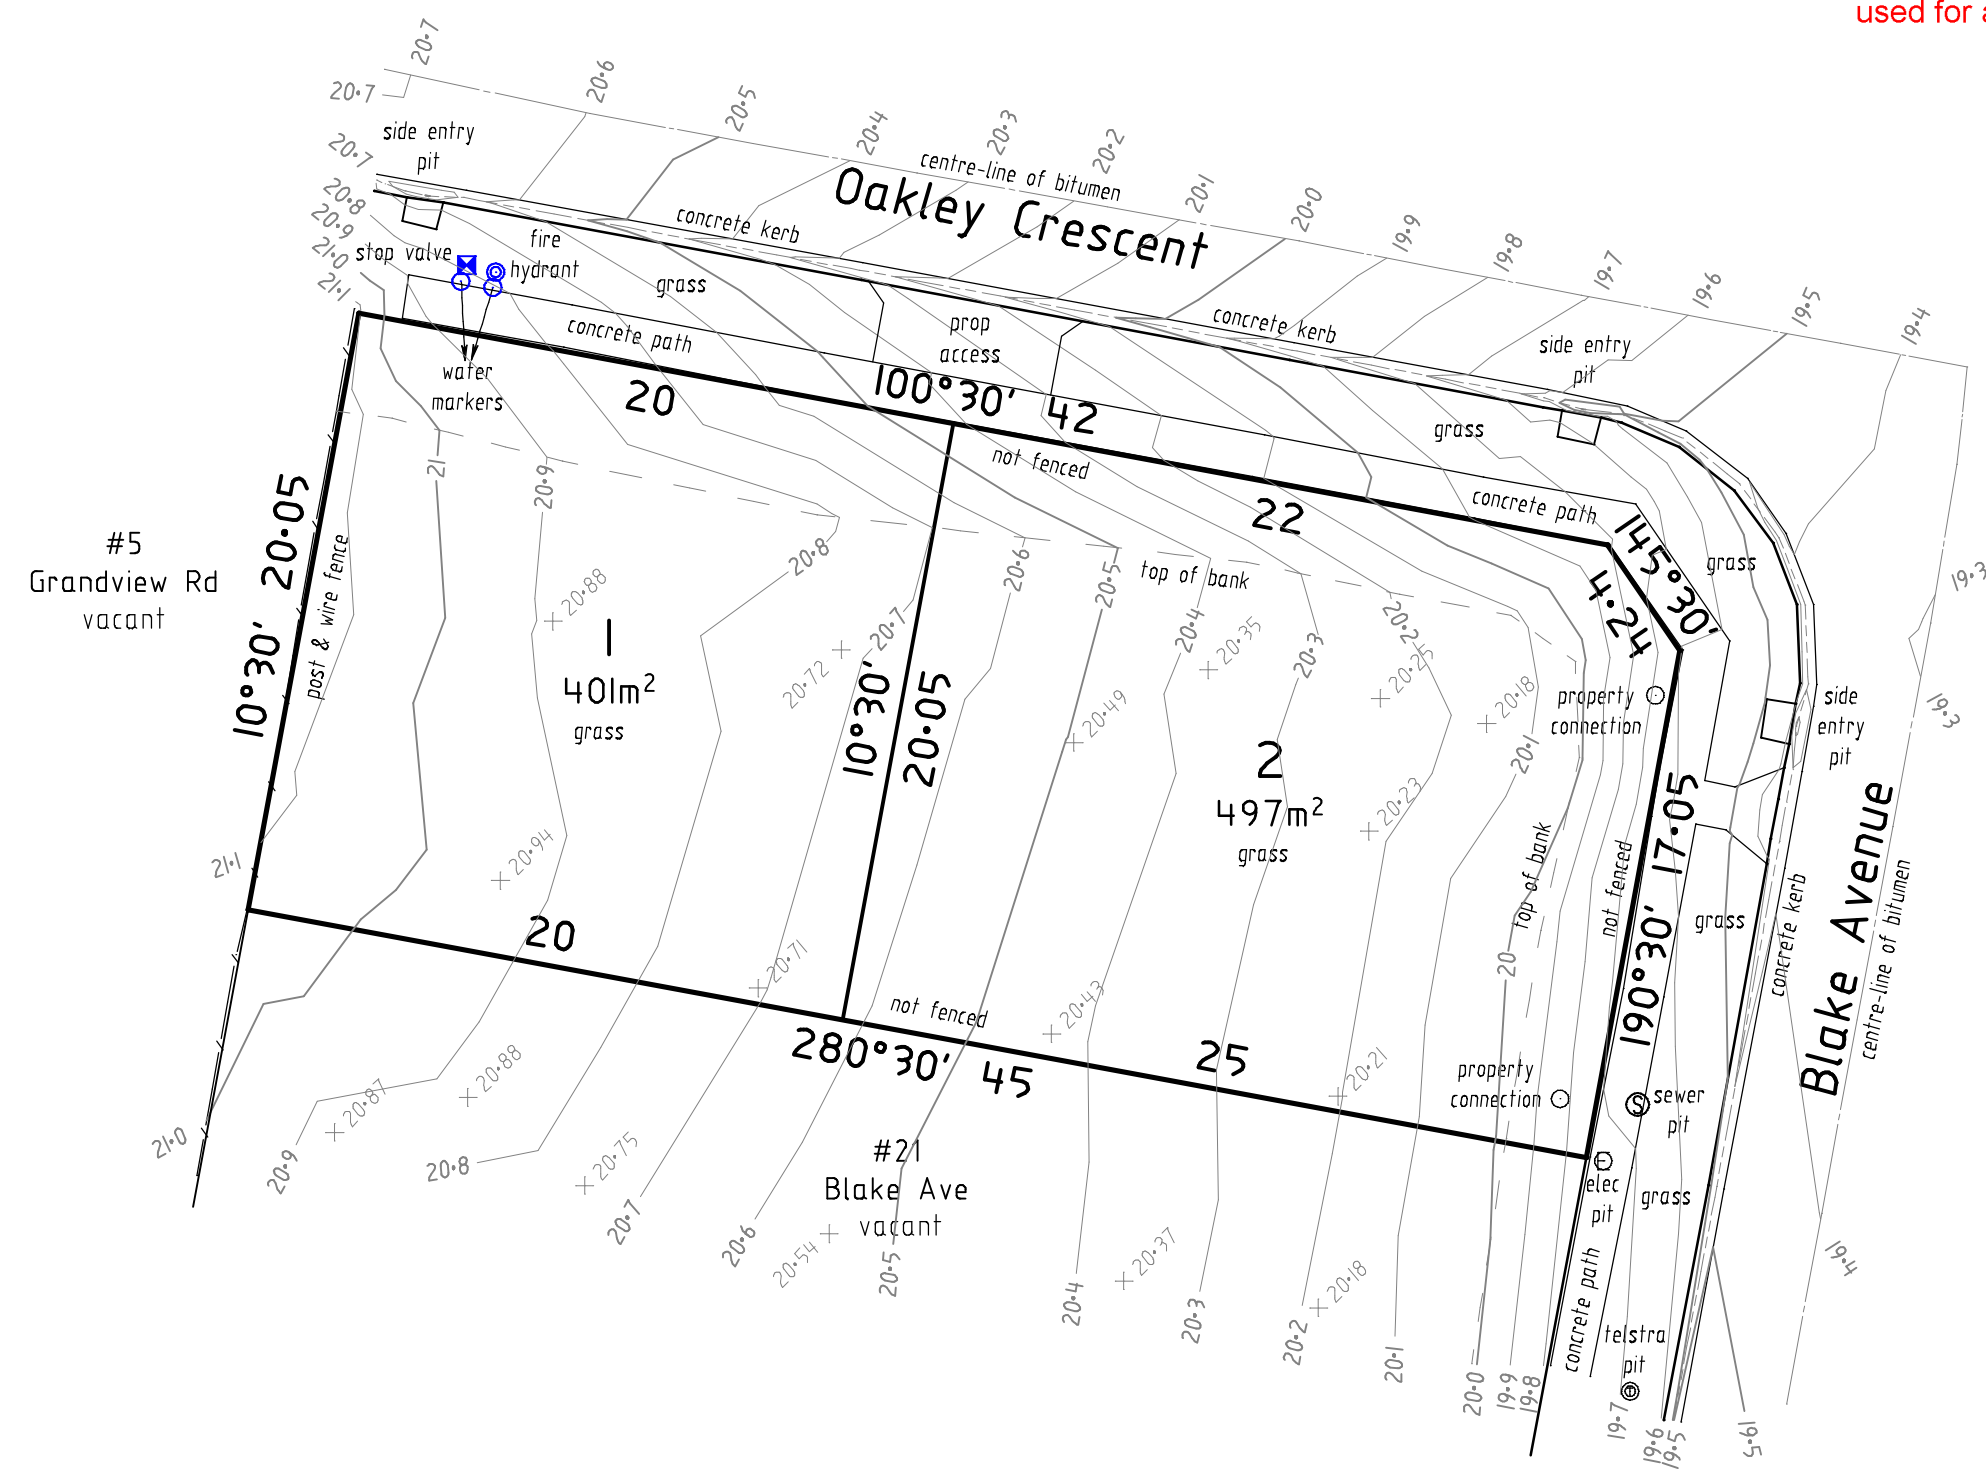 used for
20·7
20·7
20·6
20·5
20·4
20·3
20·2
20·1
20·0
19·9
19·8
19·7
19·6
19·5
19·4
side entry
pit
20·7
20·8
20·9
21·0
21·1
centre-line of bitumen
Oakley Crescent
concrete kerb
concrete kerb
stop valve
fire
hydrant
grass
prop
access
side entry
pit
grass
concrete path
water
markers
20
100°30' 42
not fenced
22
concrete path
145°30'
4·24
grass
19·3
19·3
#5
Grandview Rd
vacant
10°30' 20·05
post & wire fence
21
20·9
20·8
20·7
20·6
20·5
20·4
20·3
20·2
20·1
top of bank
20·88
1
401m²
grass
20·72
10°30'
20·05
20·49
20·35
20·25
20·18
property
connection
side
entry
pit
2
497m²
grass
20·23
top of bank
not fenced
190°30' 17·05
grass
concrete kerb
Blake Avenue
centre-line of bitumen
21·1
20·94
20
20·71
not fenced
20·43
20
280°30' 45
25
20·21
property
connection
S
sewer
pit
E
elec
pit
grass
21·0
20·87
20·88
20·9
20·8
20·75
20·7
20·6
20·54
#21
Blake Ave
vacant
20·5
20·4
20·37
20·3
20·2
20·18
20·1
20·0
19·9
19·8
concrete path
telstra
pit
T
19·7
19·6
19·5
19·5
19·4